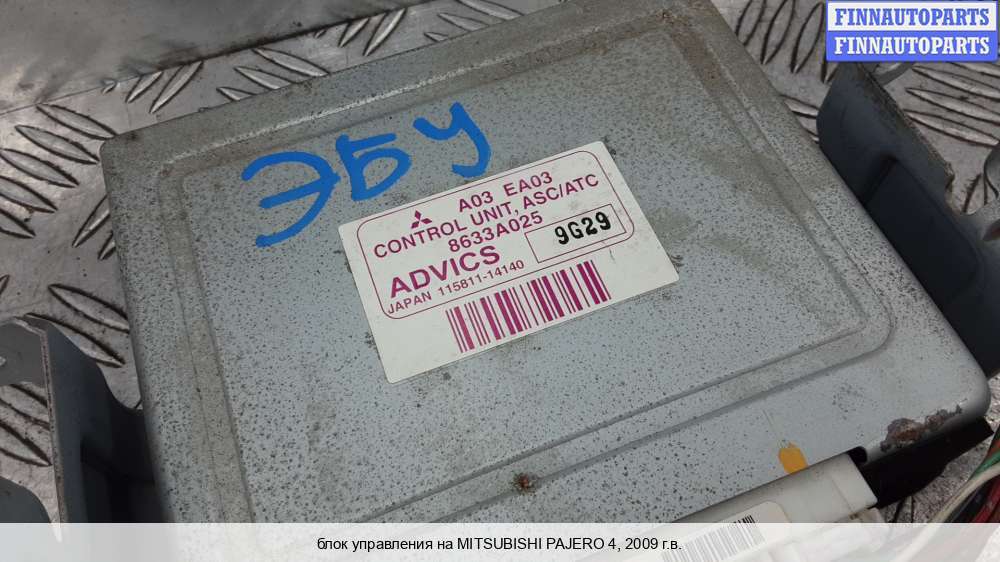 FINNAUTOPARTS
FINNAUTOPARTS
ЭБУ
A03 EA03
CONTROL UNIT, ASC/ATC
8633A025
9G29
ADVICS
JAPAN 115811-14140
блок управления на MITSUBISHI PAJERO 4, 2009 г.в.